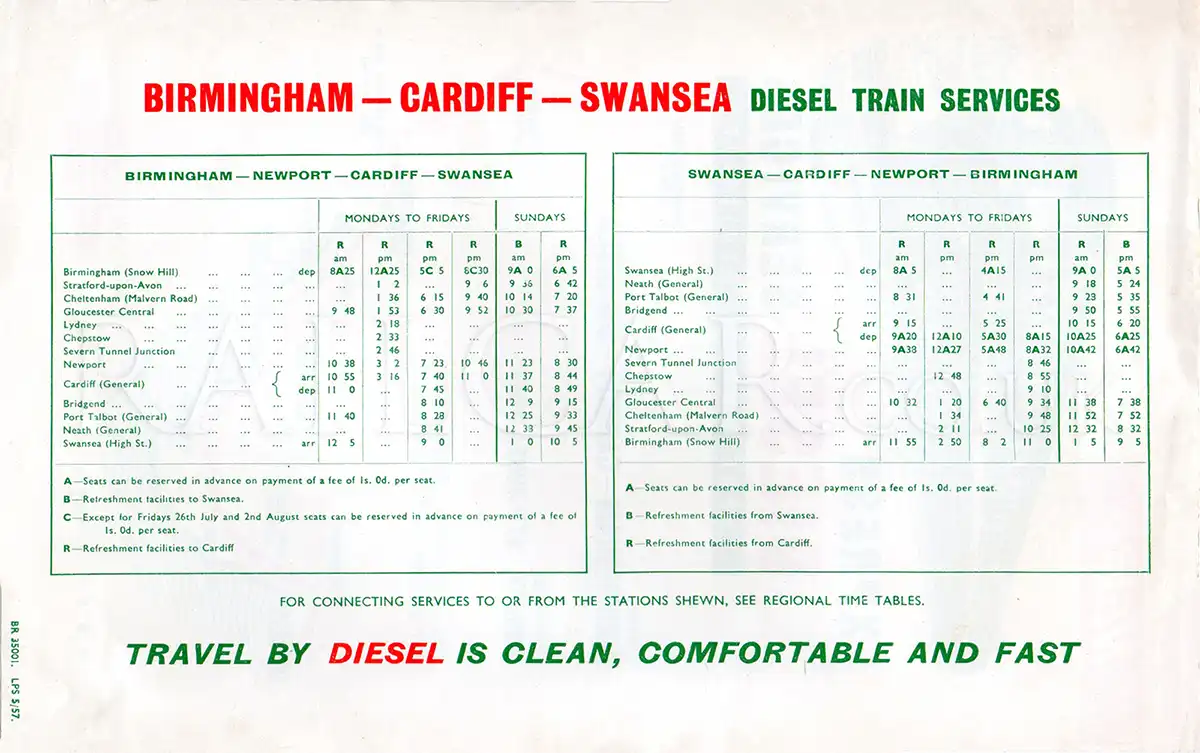 BIRMINGHAM — CARDIFF — SWANSEA DIESEL TRAIN SERVICES
BIRMINGHAM — NEWPORT — CARDIFF — SWANSEA
MONDAYS TO FRIDAYS SUNDAYS
R R R R B R
am pm pm pm am pm
Birmingham (Snow Hill) ... ... ... dep 8A25 12A25 5C 5 8C30 9A 0 6A 5
Stratford-upon-Avon ... ... ... ... ... 1 2 ... 9 6 9 36 6 42
Cheltenham (Malvern Road) ... ... ... ... 1 36 6 15 9 40 10 14 7 20
Gloucester Central ... ... ... ... 9 48 1 53 6 30 9 52 10 30 7 37
Lydney ... ... ... ... ... ... 2 18 ... ... ... ...
Chepstow ... ... ... ... ... 2 33 ... ... ... ...
Severn Tunnel Junction ... ... ... ... 2 46 ... ... ... ...
Newport ... ... ... ... 10 38 3 2 7 23 10 46 11 23 8 30
Cardiff (General) ... ... ... { arr 10 55 3 16 7 40 11 0 11 37 8 44
dep 11 0 ... 7 45 11 40 8 49
Bridgend ... ... ... ... ... ... ... 8 10 12 9 9 15
Port Talbot (General) ... ... ... ... 11 40 ... 8 28 12 25 9 33
Neath (General) ... ... ... ... ... ... 8 41 ... 12 33 9 45
Swansea (High St.) ... ... ... arr 12 5 ... 9 0 ... 1 0 10 5
A—Seats can be reserved in advance on payment of a fee of 1s. 0d. per seat.
B—Refreshment facilities to Swansea.
C—Except for Fridays 26th July and 2nd August seats can be reserved in advance on payment of a fee of
1s. 0d. per seat.
R—Refreshment facilities to Cardiff
SWANSEA — CARDIFF — NEWPORT — BIRMINGHAM
MONDAYS TO FRIDAYS SUNDAYS
R R R R R B
am pm pm pm am pm
Swansea (High St.) ... ... ... ... dep 8A 5 ... 4A15 ... 9A 0 5A 5
Neath (General) ... ... ... ... ... ... ... ... 9 18 5 24
Port Talbot (General) ... ... ... ... 8 31 ... 4 41 ... 9 23 5 35
Bridgend ... ... ... ... ... ... ... ... ... 9 50 5 55
Cardiff (General) ... ... ... { arr 9 15 ... 5 25 ... 10 15 6 20
dep 9A20 12A10 5A30 8A15 10A25 6A25
Newport ... ... ... ... ... 9A38 12A27 5A48 8A32 10A42 6A42
Severn Tunnel Junction ... ... ... ... ... ... 8 46 ... ...
Chepstow ... ... ... ... ... 12 48 ... 8 55 ... ...
Lydney ... ... ... ... ... ... ... 9 10 ... ...
Gloucester Central ... ... ... ... 10 32 1 20 6 40 9 34 11 38 7 38
Cheltenham (Malvern Road) ... ... ... ... 1 34 ... 9 48 11 52 7 52
Stratford-upon-Avon ... ... ... ... ... 2 11 ... 10 25 12 32 8 32
Birmingham (Snow Hill) ... ... ... arr 11 55 2 50 8 2 11 0 1 5 9 5
A—Seats can be reserved in advance on payment of a fee of 1s. 0d. per seat.
B—Refreshment facilities from Swansea.
R—Refreshment facilities from Cardiff.
FOR CONNECTING SERVICES TO OR FROM THE STATIONS SHEWN, SEE REGIONAL TIME TABLES.
TRAVEL BY DIESEL IS CLEAN, COMFORTABLE AND FAST
BR 35001. LPS 5/57.